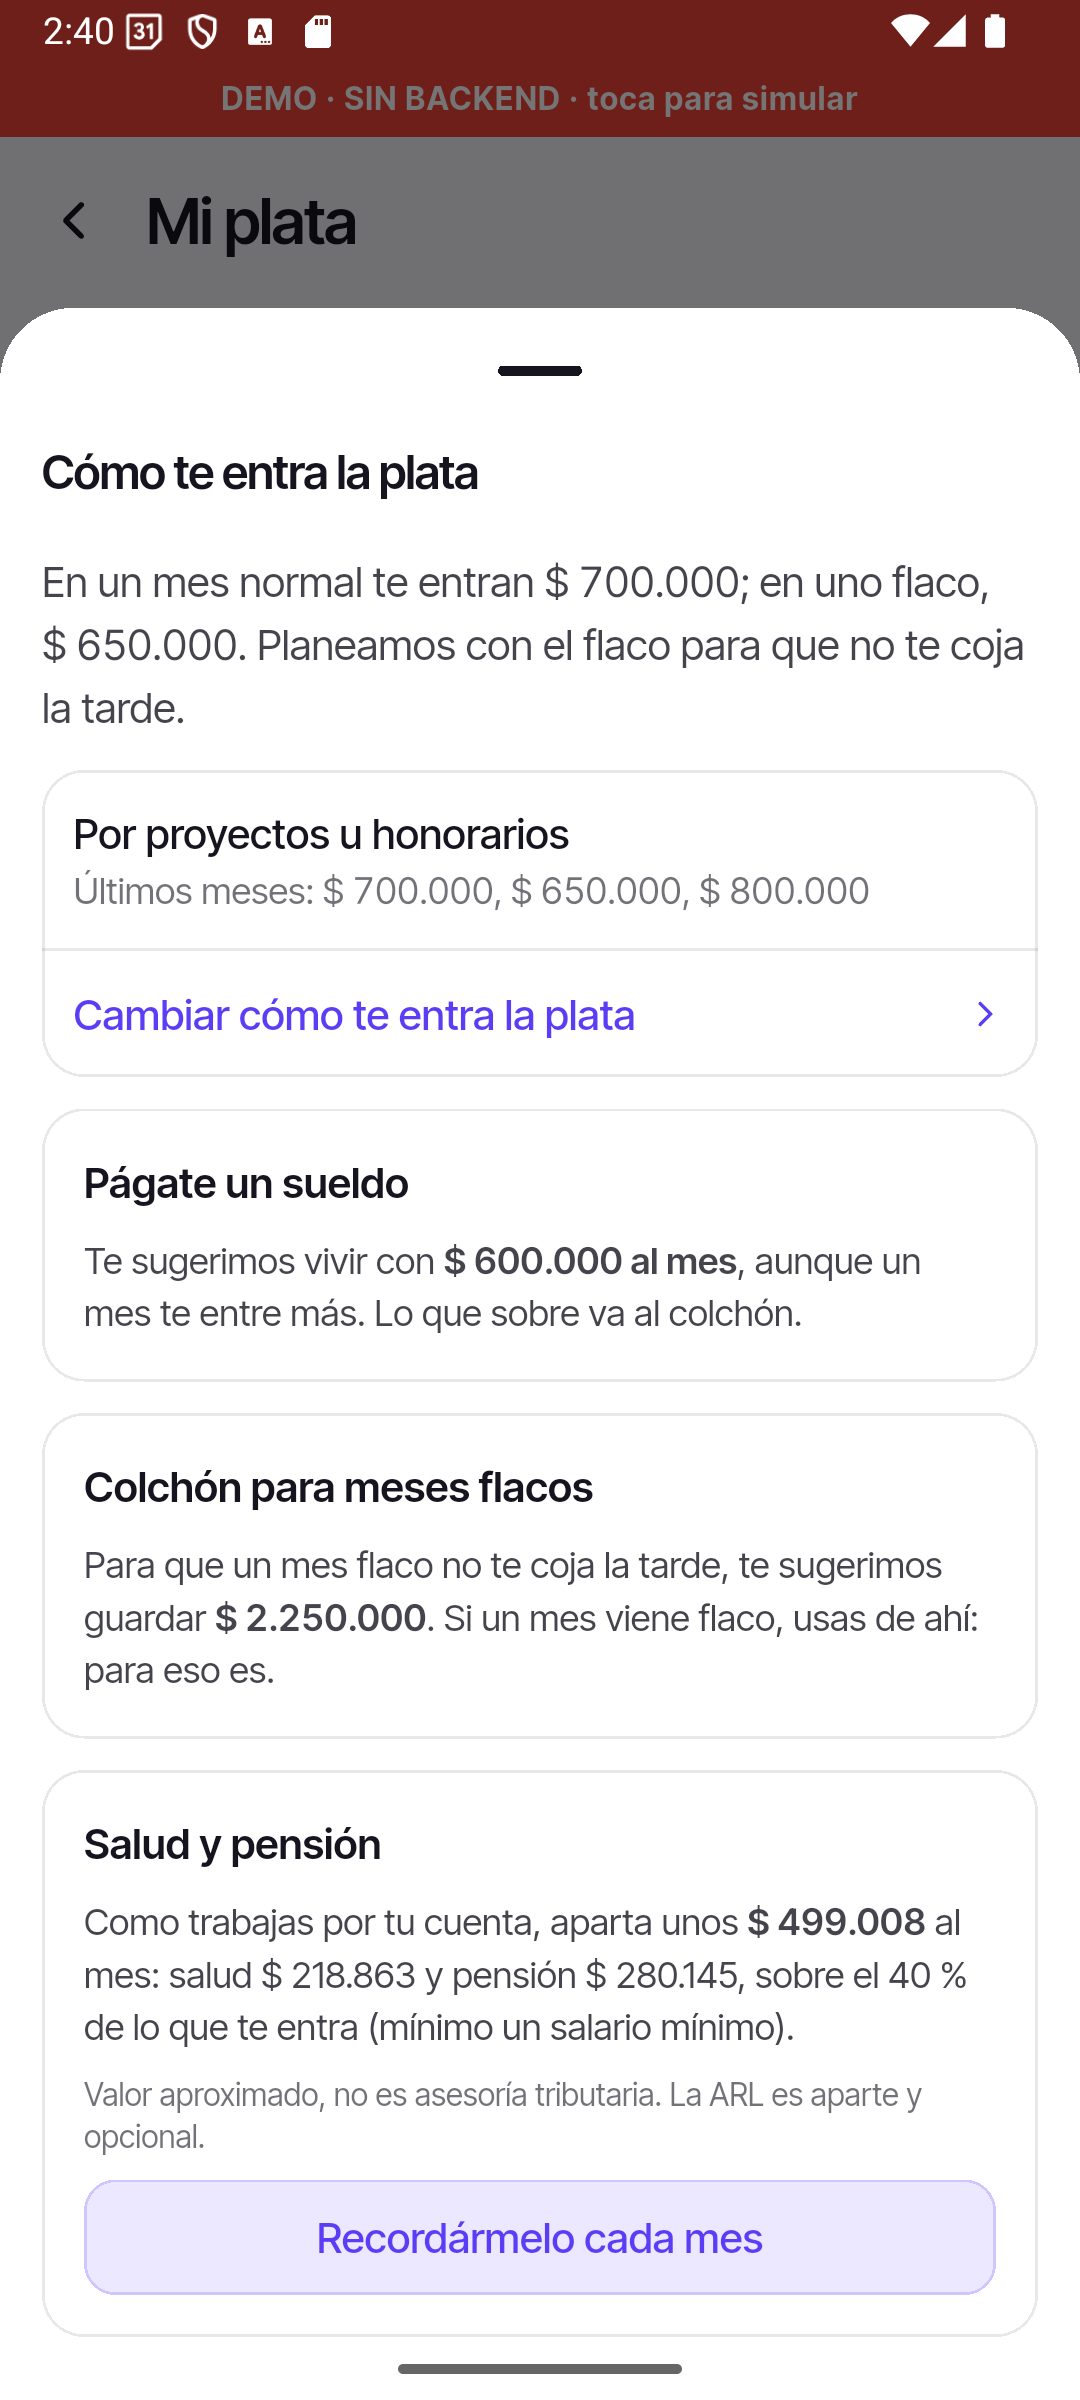 2:40
31
A
DEMO · SIN BACKEND · toca para simular
Mi plata
Cómo te entra la plata
En un mes normal te entran $ 700.000; en uno flaco,
$ 650.000. Planeamos con el flaco para que no te coja
la tarde.
Por proyectos u honorarios
Últimos meses: $ 700.000, $ 650.000, $ 800.000
Cambiar cómo te entra la plata
Págate un sueldo
Te sugerimos vivir con $ 600.000 al mes, aunque un
mes te entre más. Lo que sobre va al colchón.
Colchón para meses flacos
Para que un mes flaco no te coja la tarde, te sugerimos
guardar $ 2.250.000. Si un mes viene flaco, usas de ahí:
para eso es.
Salud y pensión
Como trabajas por tu cuenta, aparta unos $ 499.008 al
mes: salud $ 218.863 y pensión $ 280.145, sobre el 40 %
de lo que te entra (mínimo un salario mínimo).
Valor aproximado, no es asesoría tributaria. La ARL es aparte y
opcional.
Recordármelo cada mes